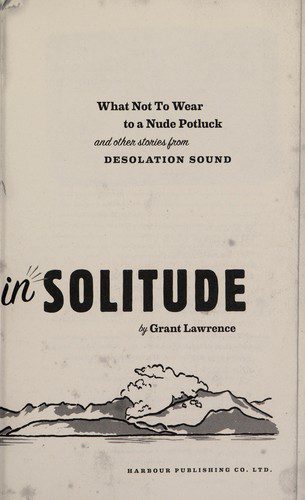 What Not To Wear
to a Nude Potluck
and other stories from
DESOLATION SOUND
in SOLITUDE
by Grant Lawrence
HARBOUR PUBLISHING CO. LTD.